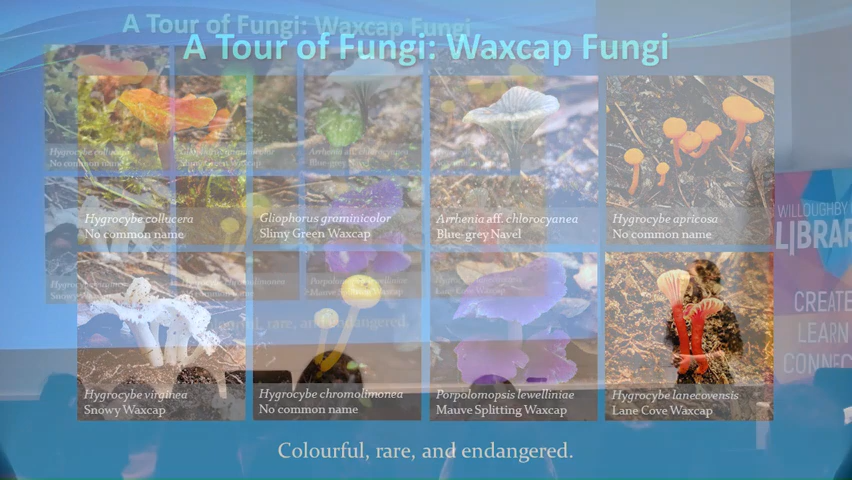 A Tour of Fungi: Waxcap Fungi
A Tour of Fungi: Waxcap Fungi
Hygrocybe collucera
No common name
Gliophorus graminicolor
Slimy Green Waxcap
Arrhenia aff. chlorocyanea
Blue-grey Navel
Hygrocybe apricosa
No common name
Hygrocybe virginea
Snowy Waxcap
Hygrocybe chromolimonea
No common name
Porpolomopsis lewelliniae
Mauve Splitting Waxcap
Hygrocybe lanecovensis
Lane Cove Waxcap
Colourful, rare, and endangered.
WILLOUGHBY
LIBRAR
CREATE
LEARN
CONNEC